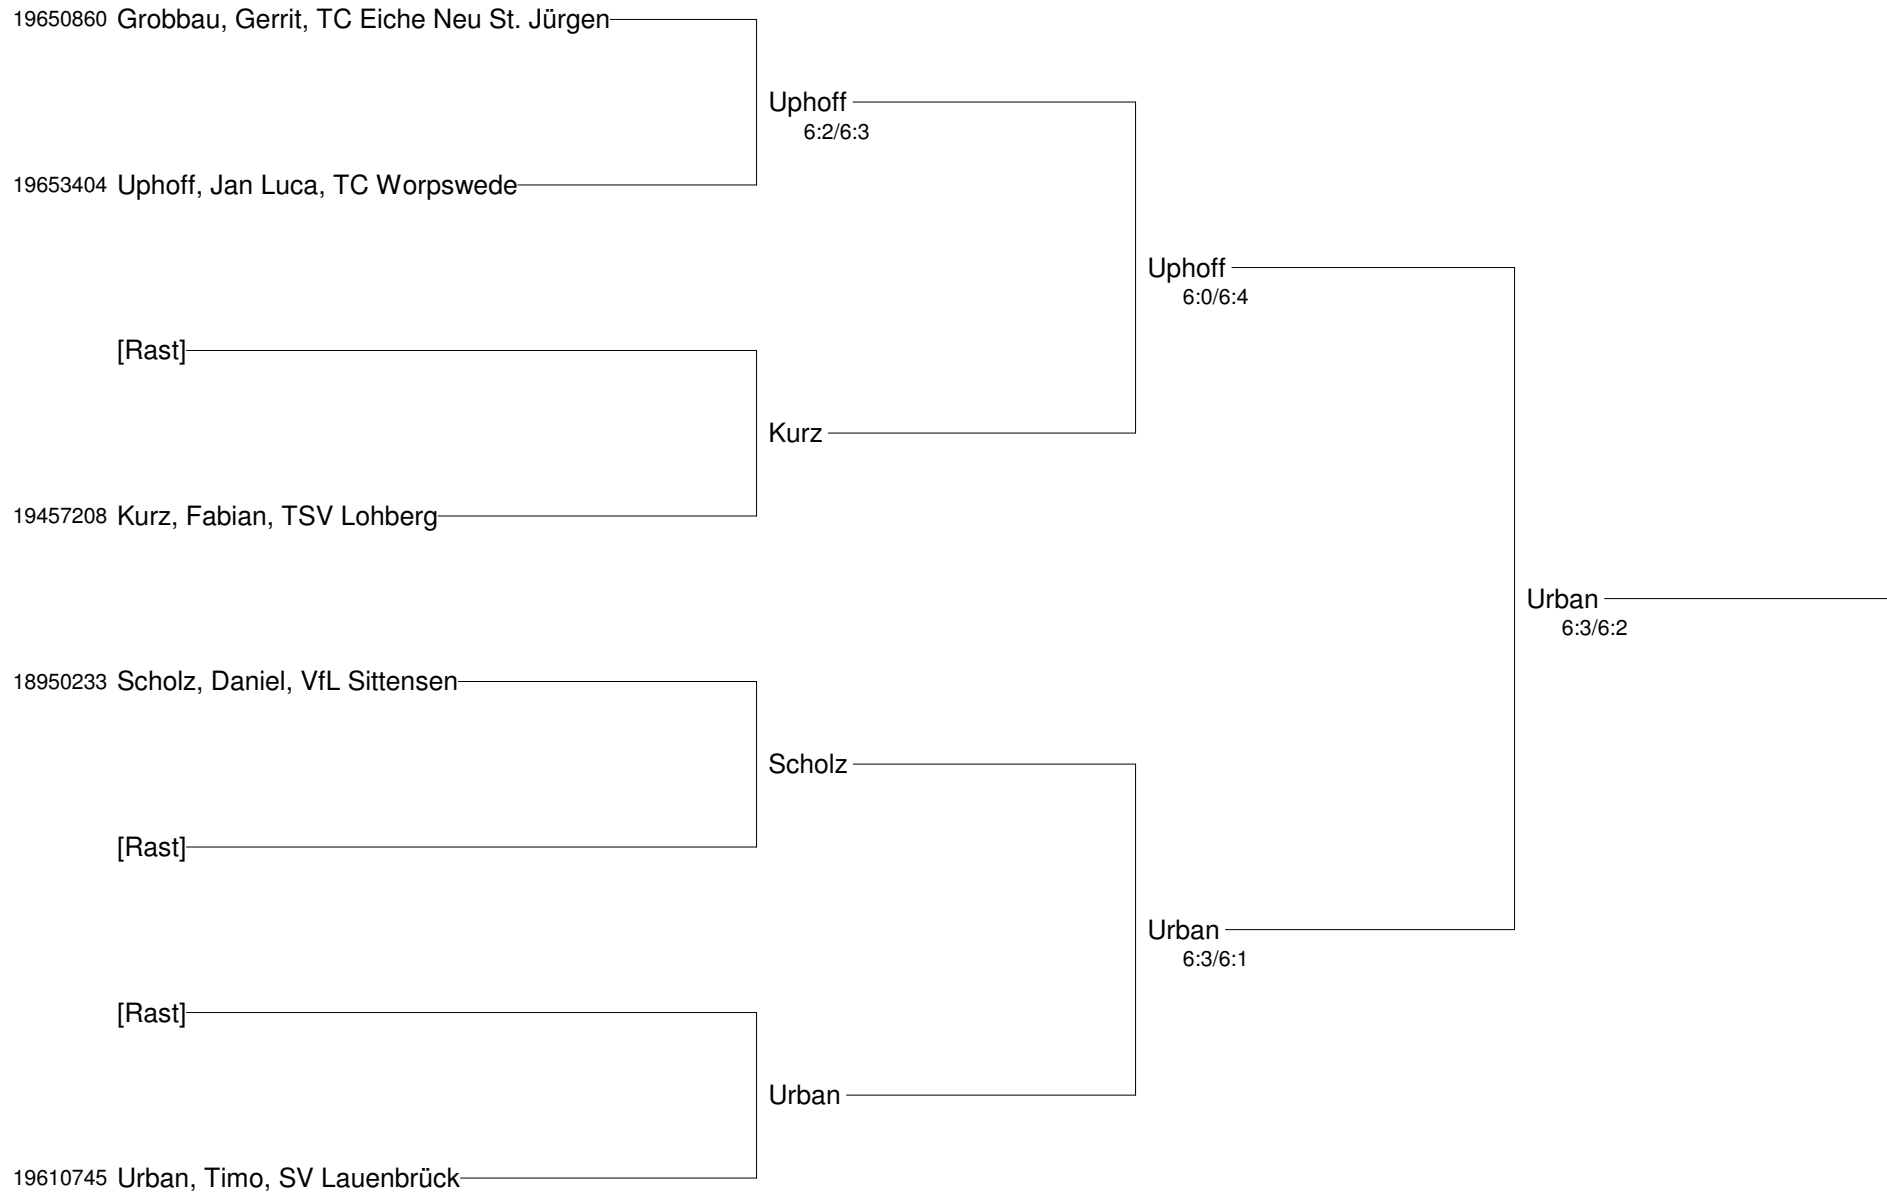 19650860 Grobbau, Gerrit, TC Eiche Neu St. Jürgen
Uphoff
6:2/6:3
19653404 Uphoff, Jan Luca, TC Worpswede
Uphoff
6:0/6:4
[Rast]
Kurz
19457208 Kurz, Fabian, TSV Lohberg
Urban
6:3/6:2
18950233 Scholz, Daniel, VfL Sittensen
Scholz
[Rast]
Urban
6:3/6:1
[Rast]
Urban
19610745 Urban, Timo, SV Lauenbrück